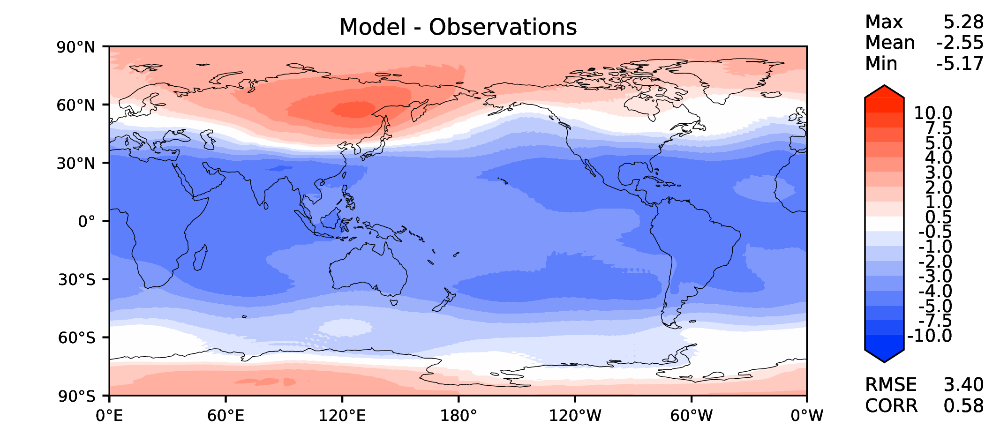 Model - Observations
Max 5.28
Mean -2.55
Min -5.17
90°N
60°N
30°N
0°
30°S
60°S
90°S
0°E 60°E 120°E 180° 120°W 60°W 0°W
10.0
7.5
5.0
4.0
3.0
2.0
1.0
0.5
-0.5
-1.0
-2.0
-3.0
-4.0
-5.0
-7.5
-10.0
RMSE 3.40
CORR 0.58